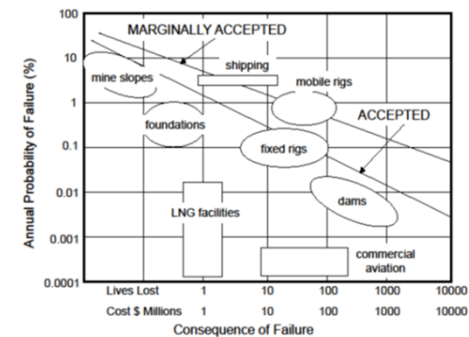 100
10
1
0.1
0.01
0.001
0.0001
Annual Probability of Failure (%)
MARGINALLY ACCEPTED
shipping
mine slopes
mobile rigs
foundations
ACCEPTED
fixed rigs
dams
LNG facilities
commercial
aviation
Lives Lost 1 10 100 1000 10000
Cost $ Millions 1 10 100 1000 10000
Consequence of Failure